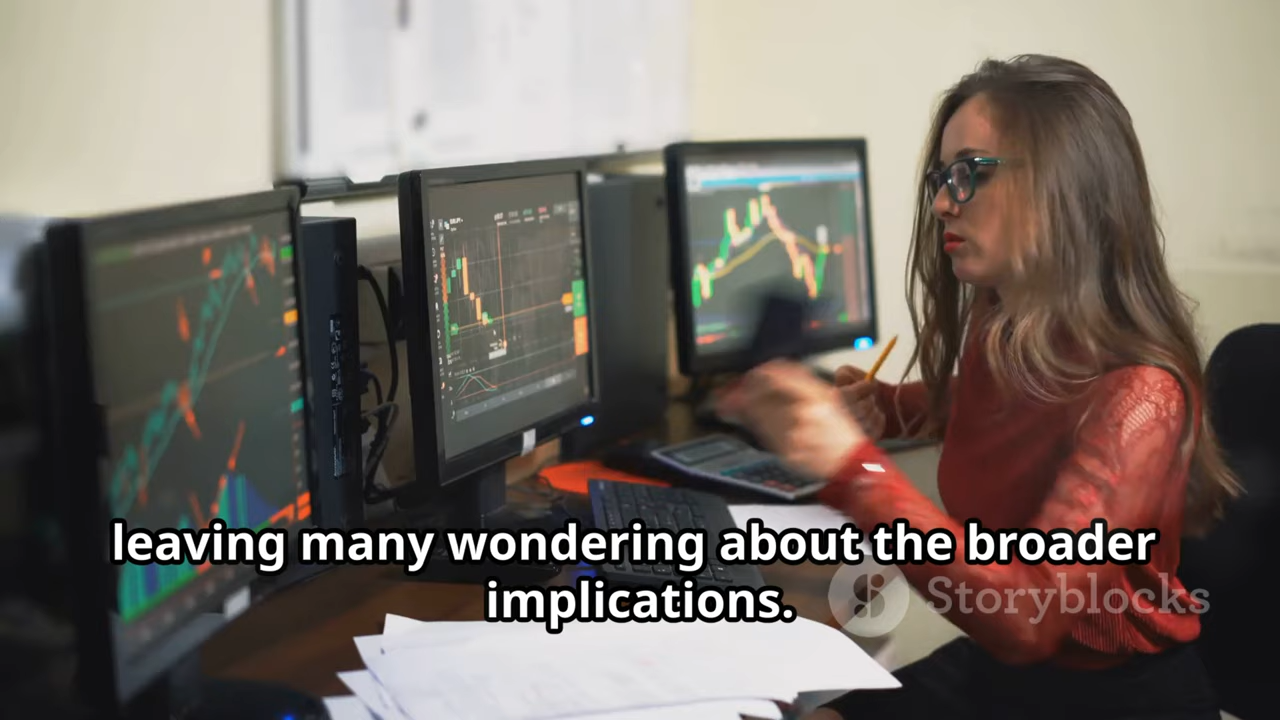 leaving many wondering about the broader
implications.
Storyblocks